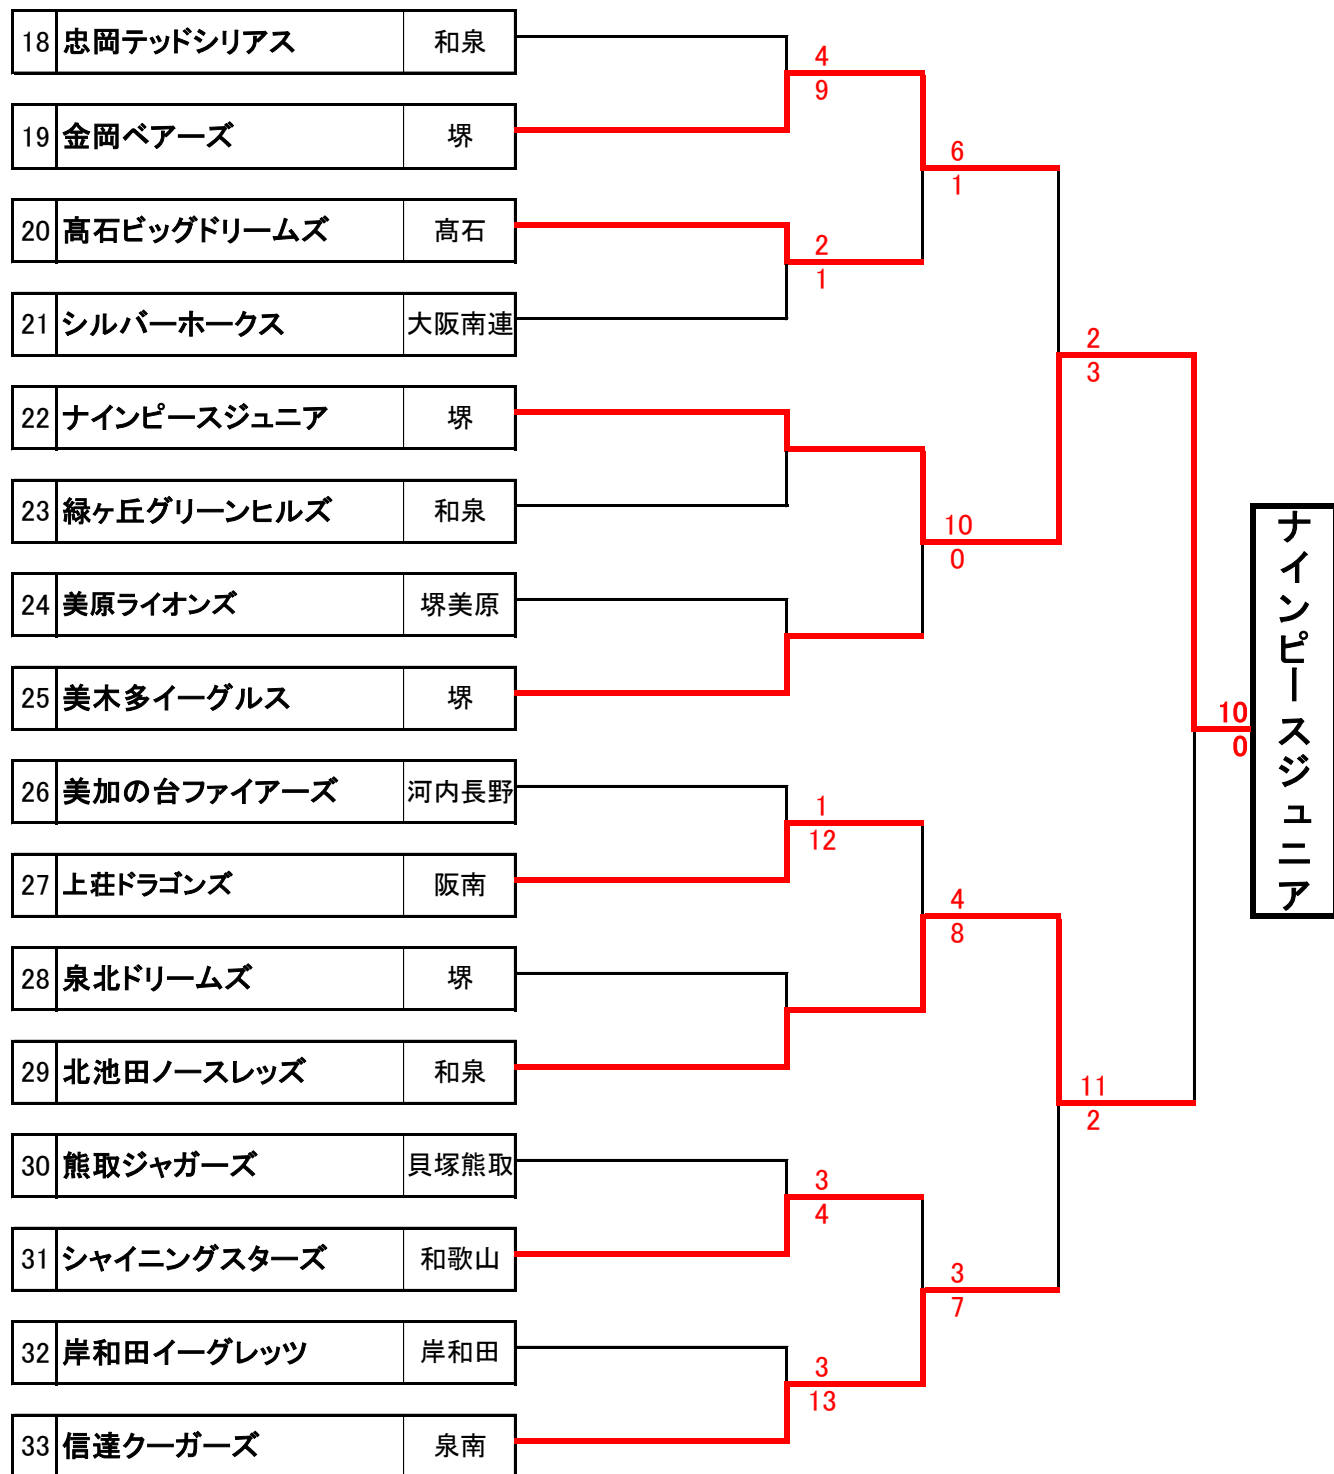 18 忠岡テッドシリアス 和泉
4
9
19 金岡ベアーズ 堺
6
1
20 髙石ビッグドリームズ 髙石
2
1
21 シルバーホークス 大阪南連
2
3
22 ナインピースジュニア 堺
23 緑ヶ丘グリーンヒルズ 和泉
10
0
24 美原ライオンズ 堺美原
25 美木多イーグルス 堺
10
0
ナインピースジュニア
26 美加の台ファイアーズ 河内長野
1
12
27 上荘ドラゴンズ 阪南
4
8
28 泉北ドリームズ 堺
29 北池田ノースレッズ 和泉
11
2
30 熊取ジャガーズ 貝塚熊取
3
4
31 シャイニングスターズ 和歌山
3
7
32 岸和田イーグレッツ 岸和田
3
13
33 信達クーガーズ 泉南